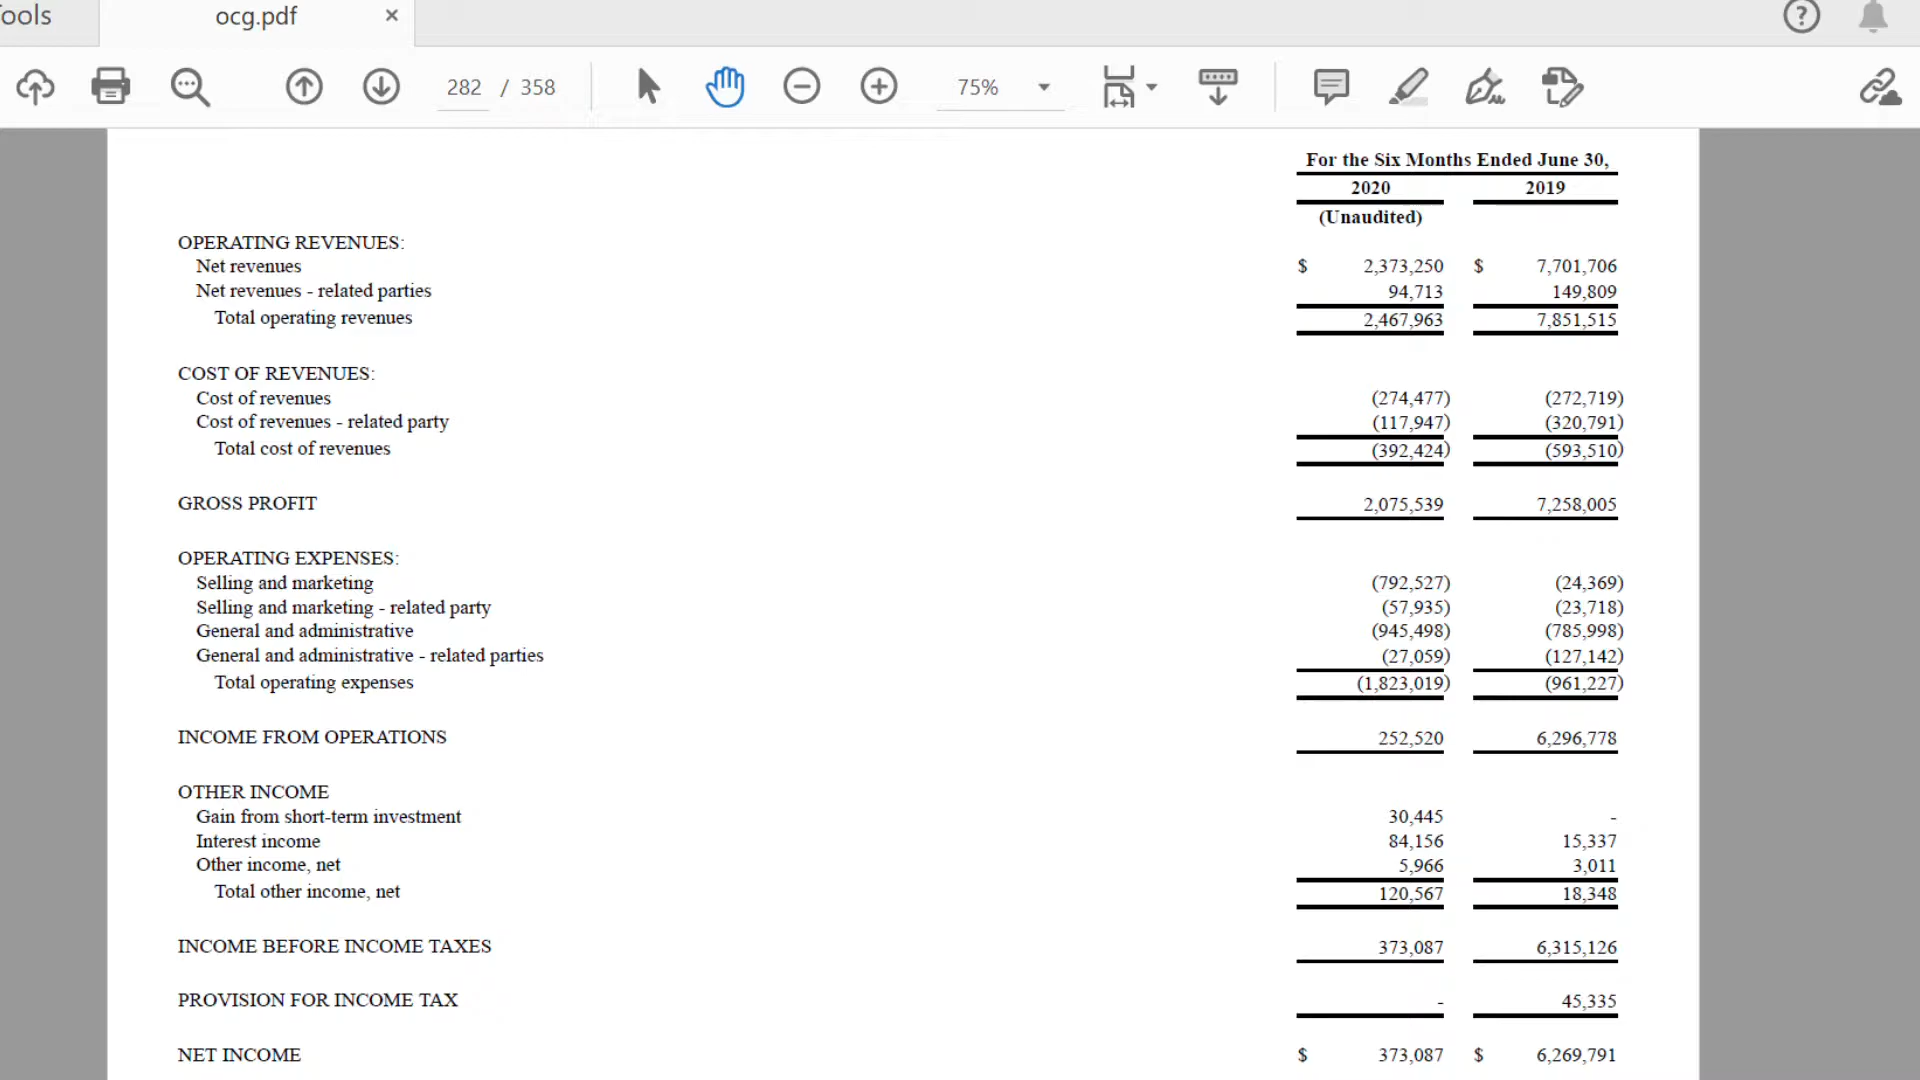 ools ocg.pdf ×
282 / 358 75%
For the Six Months Ended June 30,
2020 2019
(Unaudited)
OPERATING REVENUES:
Net revenues $ 2,373,250 $ 7,701,706
Net revenues - related parties 94,713 149,809
Total operating revenues 2,467,963 7,851,515
COST OF REVENUES:
Cost of revenues (274,477) (272,719)
Cost of revenues - related party (117,947) (320,791)
Total cost of revenues (392,424) (593,510)
GROSS PROFIT 2,075,539 7,258,005
OPERATING EXPENSES:
Selling and marketing (792,527) (24,369)
Selling and marketing - related party (57,935) (23,718)
General and administrative (945,498) (785,998)
General and administrative - related parties (27,059) (127,142)
Total operating expenses (1,823,019) (961,227)
INCOME FROM OPERATIONS 252,520 6,296,778
OTHER INCOME
Gain from short-term investment 30,445 -
Interest income 84,156 15,337
Other income, net 5,966 3,011
Total other income, net 120,567 18,348
INCOME BEFORE INCOME TAXES 373,087 6,315,126
PROVISION FOR INCOME TAX - 45,335
NET INCOME $ 373,087 $ 6,269,791